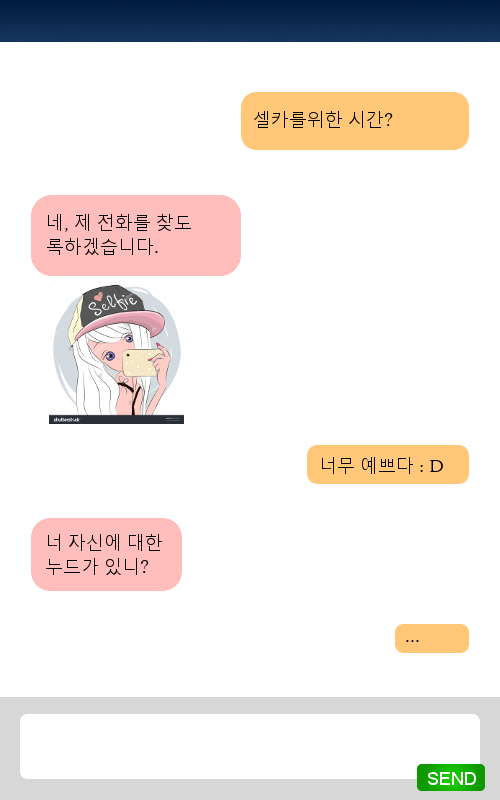 셀카를위한 시간?
네, 제 전화를 찾도
록하겠습니다.
Selfie
shutterstock
너무 예쁘다 : D
너 자신에 대한
누드가 있니?
...
SEND